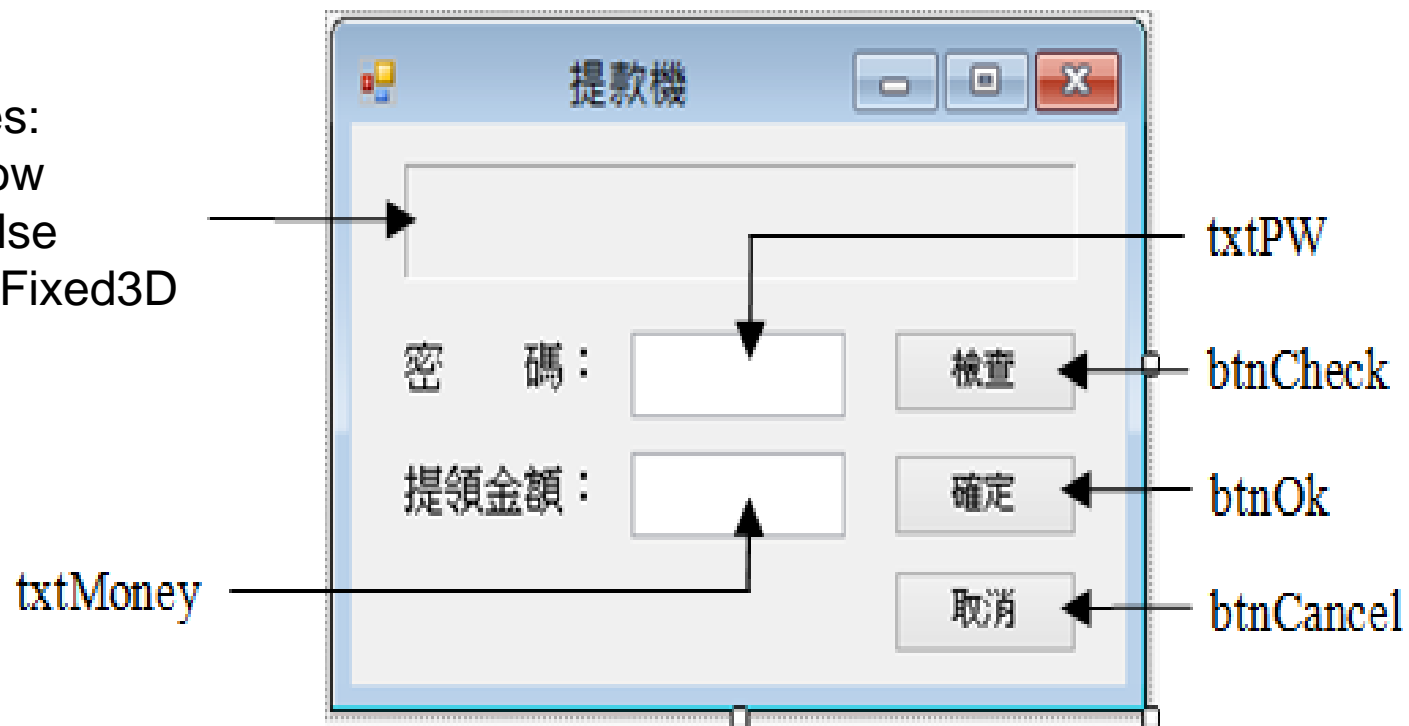 提款機
es:
ow
lse
Fixed3D
txtPW
密 碼：
檢查
btnCheck
提領金額：
確定
btnOk
txtMoney
取消
btnCancel